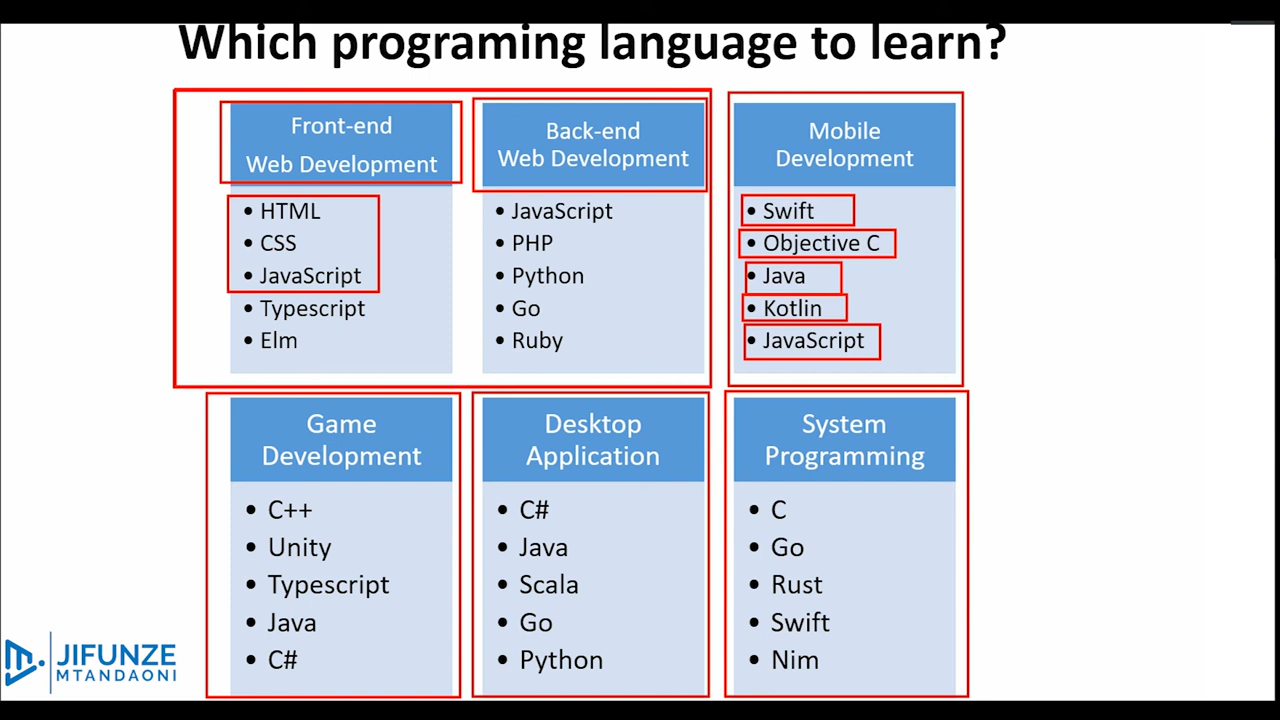 Which programing language to learn?
Front-end
Web Development
• HTML
• CSS
• JavaScript
• Typescript
• Elm
Back-end
Web Development
• JavaScript
• PHP
• Python
• Go
• Ruby
Mobile
Development
• Swift
• Objective C
• Java
• Kotlin
• JavaScript
Game
Development
• C++
• Unity
• Typescript
• Java
• C#
Desktop
Application
• C#
• Java
• Scala
• Go
• Python
System
Programming
• C
• Go
• Rust
• Swift
• Nim
JIFUNZE
MTANDAONI